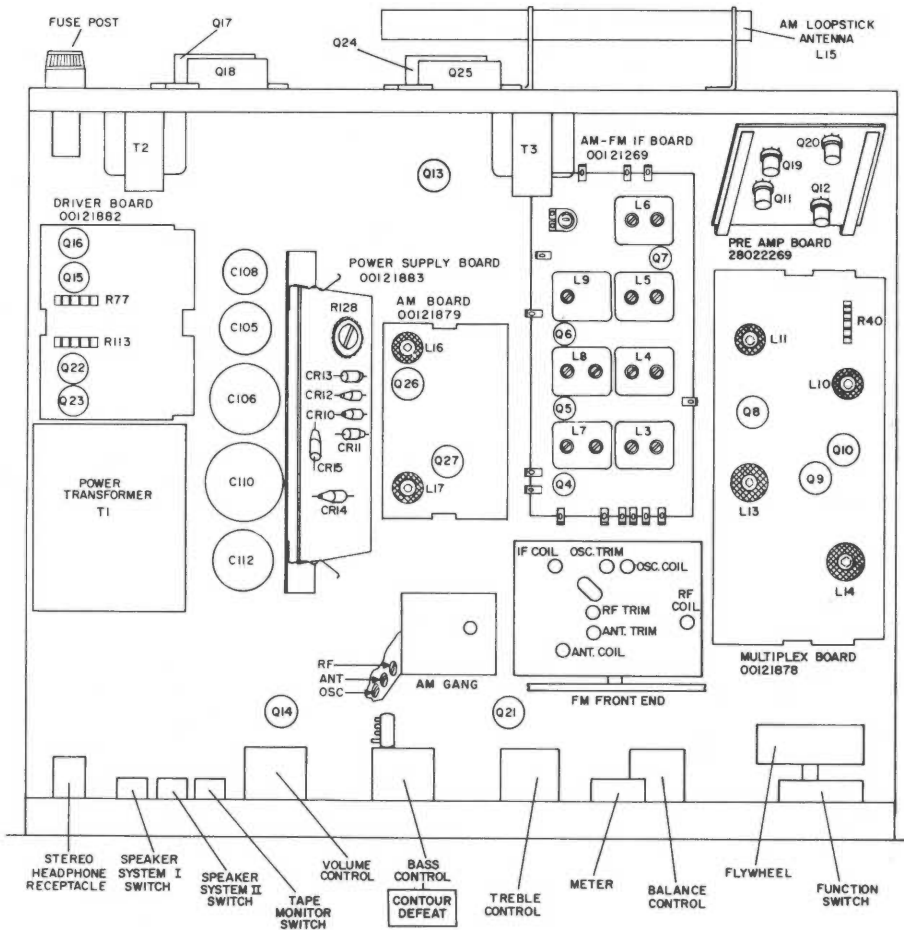 FUSE POST
Q17
Q18
Q24
Q25
AM LOOPSTICK
ANTENNA
L15
T2
T3
Q13
AM-FM IF BOARD
00121269
Q20
Q19
Q11
Q12
PRE AMP BOARD
28022269
DRIVER BOARD
00121882
Q16
Q15
R77
R113
Q22
Q23
C108
C105
C106
C110
C112
POWER SUPPLY BOARD
00121883
R128
CR13
CR12
CR10
CR11
CR15
CR14
AM BOARD
00121879
L16
Q26
Q27
L17
L6
Q7
L9
L5
Q6
L8
L4
Q5
L7
L3
Q4
R40
L11
L10
Q8
Q10
Q9
L13
L14
MULTIPLEX BOARD
00121878
POWER
TRANSFORMER
T1
IF COIL
OSC. TRIM
OSC. COIL
RF
COIL
RF TRIM
ANT. TRIM
ANT. COIL
FM FRONT END
RF
ANT
OSC
AM GANG
Q14
Q21
STEREO
HEADPHONE
RECEPTACLE
SPEAKER
SYSTEM I
SWITCH
SPEAKER
SYSTEM II
SWITCH
TAPE
MONITOR
SWITCH
VOLUME
CONTROL
BASS
CONTROL
CONTOUR
DEFEAT
TREBLE
CONTROL
METER
BALANCE
CONTROL
FLYWHEEL
FUNCTION
SWITCH